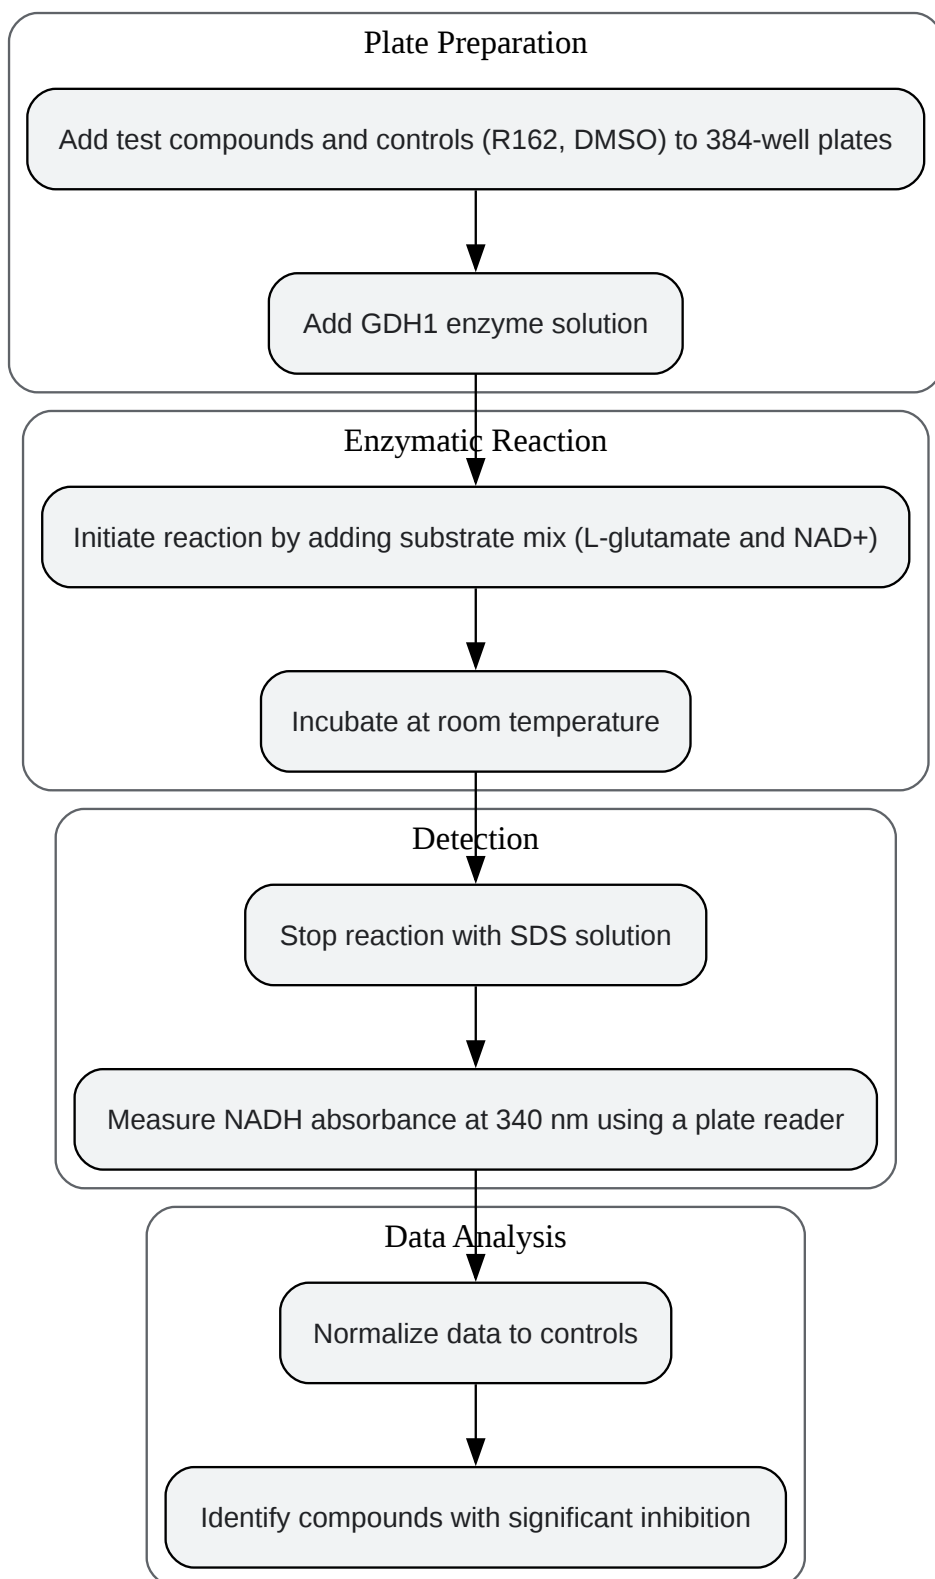 Plate Preparation
Add test compounds and controls (R162, DMSO) to 384-well plates
Add GDH1 enzyme solution
Enzymatic Reaction
Initiate reaction by adding substrate mix (L-glutamate and NAD+)
Incubate at room temperature
Detection
Stop reaction with SDS solution
Measure NADH absorbance at 340 nm using a plate reader
Data Analysis
Normalize data to controls
Identify compounds with significant inhibition